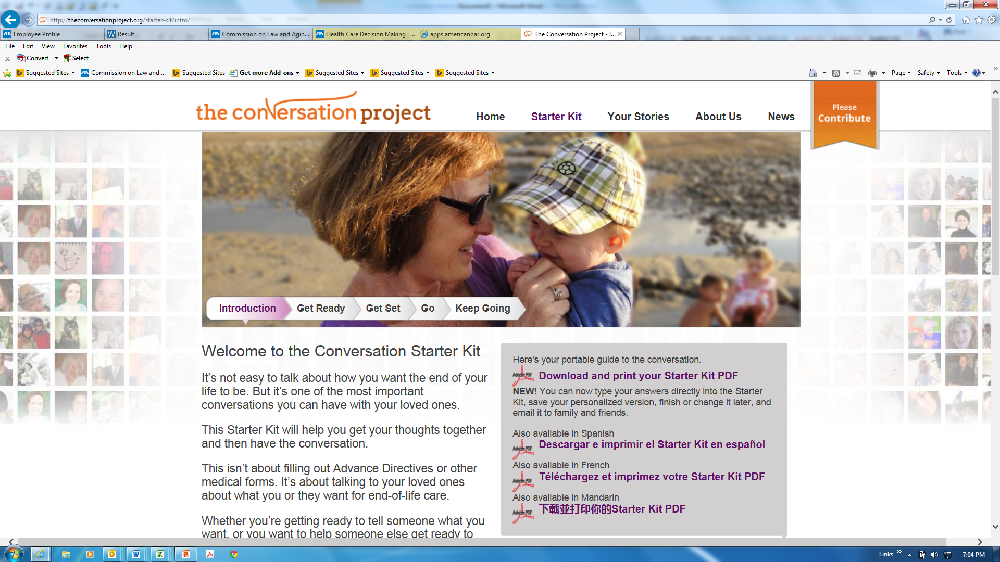 http://theconversationproject.org/starter-kit/intro/
Employee Profile
Result
Commission on Law and Agin...
Health Care Decision Making | ...
apps.americanbar.org
The Conversation Project - I...
File Edit View Favorites Tools Help
Convert Select
Suggested Sites
Commission on Law and ...
Suggested Sites
Get more Add-ons
Suggested Sites
Suggested Sites
Suggested Sites
Page Safety Tools
the conversation project
Home Starter Kit Your Stories About Us News
Please
Contribute
Introduction Get Ready Get Set Go Keep Going
Welcome to the Conversation Starter Kit
It’s not easy to talk about how you want the end of your
life to be. But it’s one of the most important
conversations you can have with your loved ones.
This Starter Kit will help you get your thoughts together
and then have the conversation.
This isn’t about filling out Advance Directives or other
medical forms. It’s about talking to your loved ones
about what you or they want for end-of-life care.
Whether you’re getting ready to tell someone what you
want, or you want to help someone else get ready to
Here's your portable guide to the conversation.
Adobe PDF
Download and print your Starter Kit PDF
NEW! You can now type your answers directly into the Starter
Kit, save your personalized version, finish or change it later, and
email it to family and friends.
Also available in Spanish
Adobe PDF
Descargar e imprimir el Starter Kit en español
Also available in French
Adobe PDF
Téléchargez et imprimez votre Starter Kit PDF
Also available in Mandarin
Adobe PDF
下載並打印你的Starter Kit PDF
Links
7:04 PM